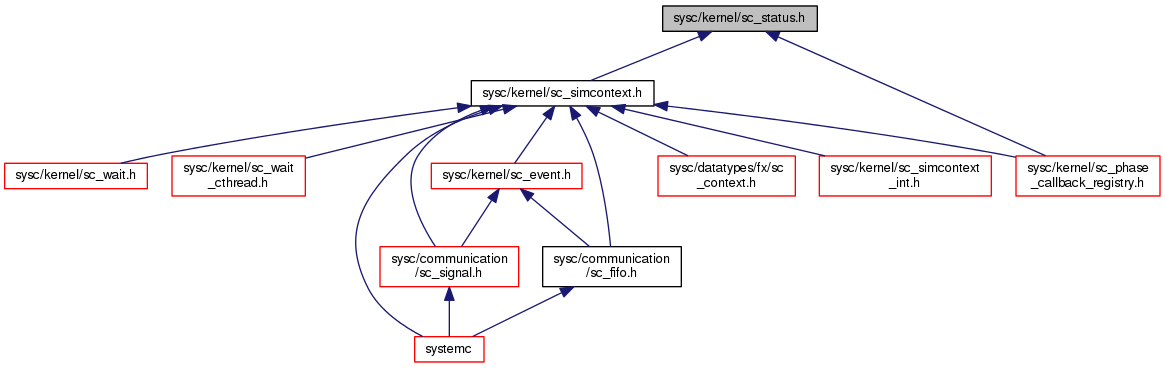 sysc/kernel/sc_status.h
sysc/kernel/sc_simcontext.h
sysc/kernel/sc_wait.h
sysc/kernel/sc_wait
_cthread.h
sysc/kernel/sc_event.h
sysc/datatypes/fx/sc
_context.h
sysc/kernel/sc_simcontext
_int.h
sysc/kernel/sc_phase
_callback_registry.h
sysc/communication
/sc_signal.h
sysc/communication
/sc_fifo.h
systemc